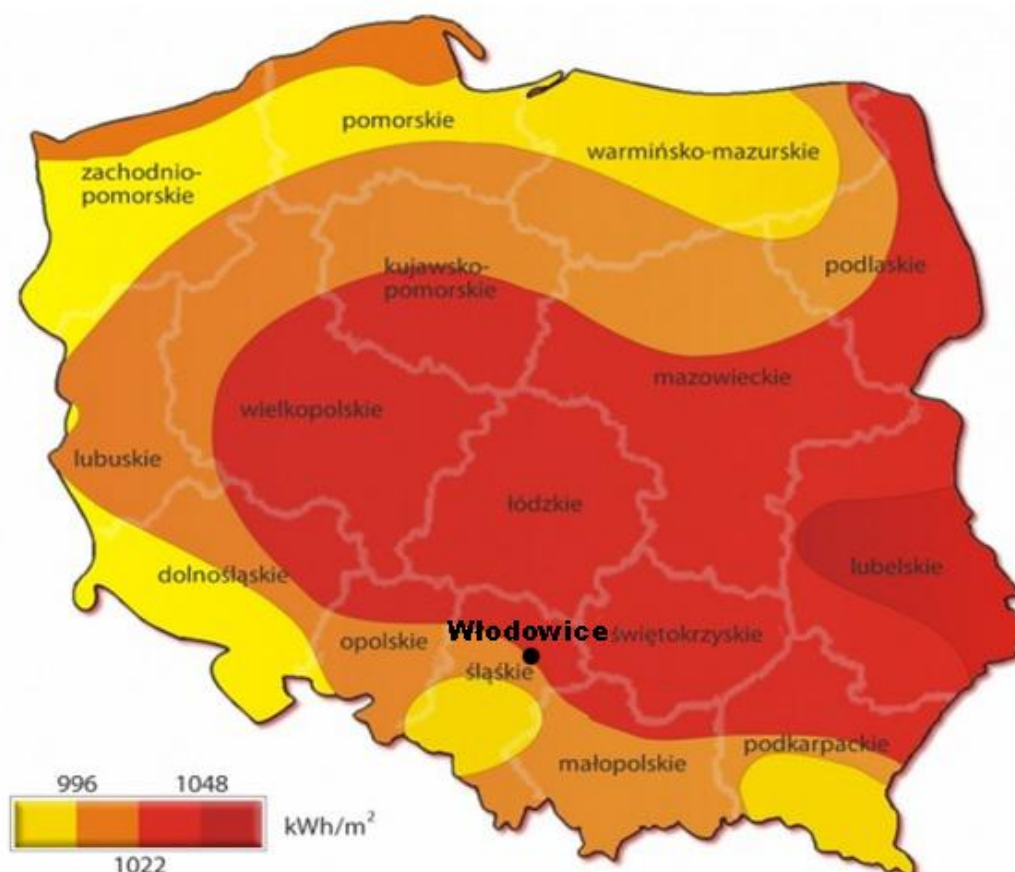 pomorskie
warmińsko-mazurskie
zachodnio-
pomorskie
kujawsko-
pomorskie
podlaskie
mazowieckie
wielkopolskie
lubuskie
łódzkie
lubelskie
dolnośląskie
Włodowice
świętokrzyskie
opolskie
śląśkie
podkarpackie
małopolskie
996 1048
kWh/m²
1022